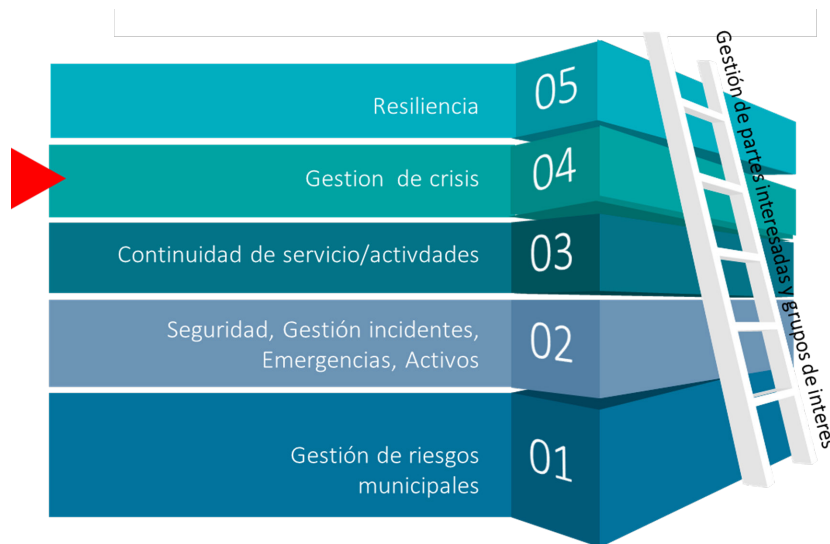 Resiliencia
05
Gestion de crisis
04
Continuidad de servicio/activdades
03
Seguridad, Gestión incidentes,
Emergencias, Activos
02
Gestión de riesgos
municipales
01
Gestión de partes interesadas y grupos de interes